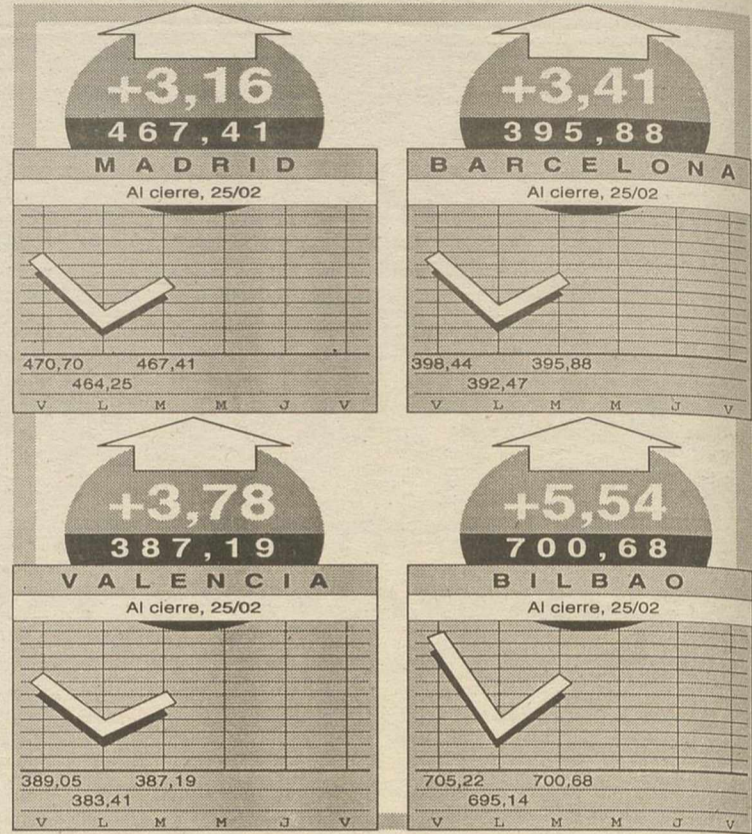 +3,16
467,41
MADRID
Al cierre, 25/02
470,70 467,41
464,25
V L M M J V
+3,41
395,88
BARCELONA
Al cierre, 25/02
398,44 395,88
392,47
V L M M J V
+3,78
387,19
VALENCIA
Al cierre, 25/02
389,05 387,19
383,41
V L M M J V
+5,54
700,68
BILBAO
Al cierre, 25/02
705,22 700,68
695,14
V L M M J V